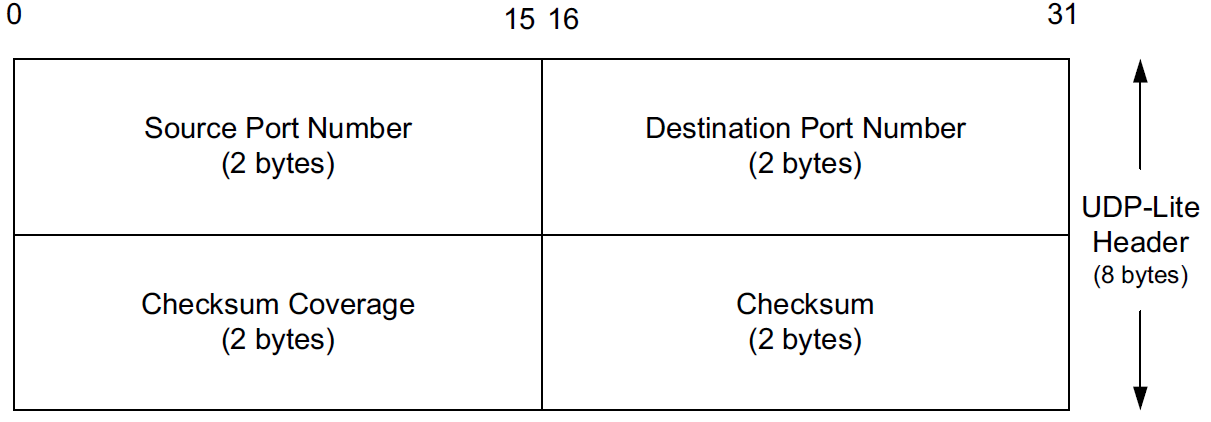 0 15 16 31
Source Port Number
(2 bytes)
Destination Port Number
(2 bytes)
UDP-Lite
Header
(8 bytes)
Checksum Coverage
(2 bytes)
Checksum
(2 bytes)